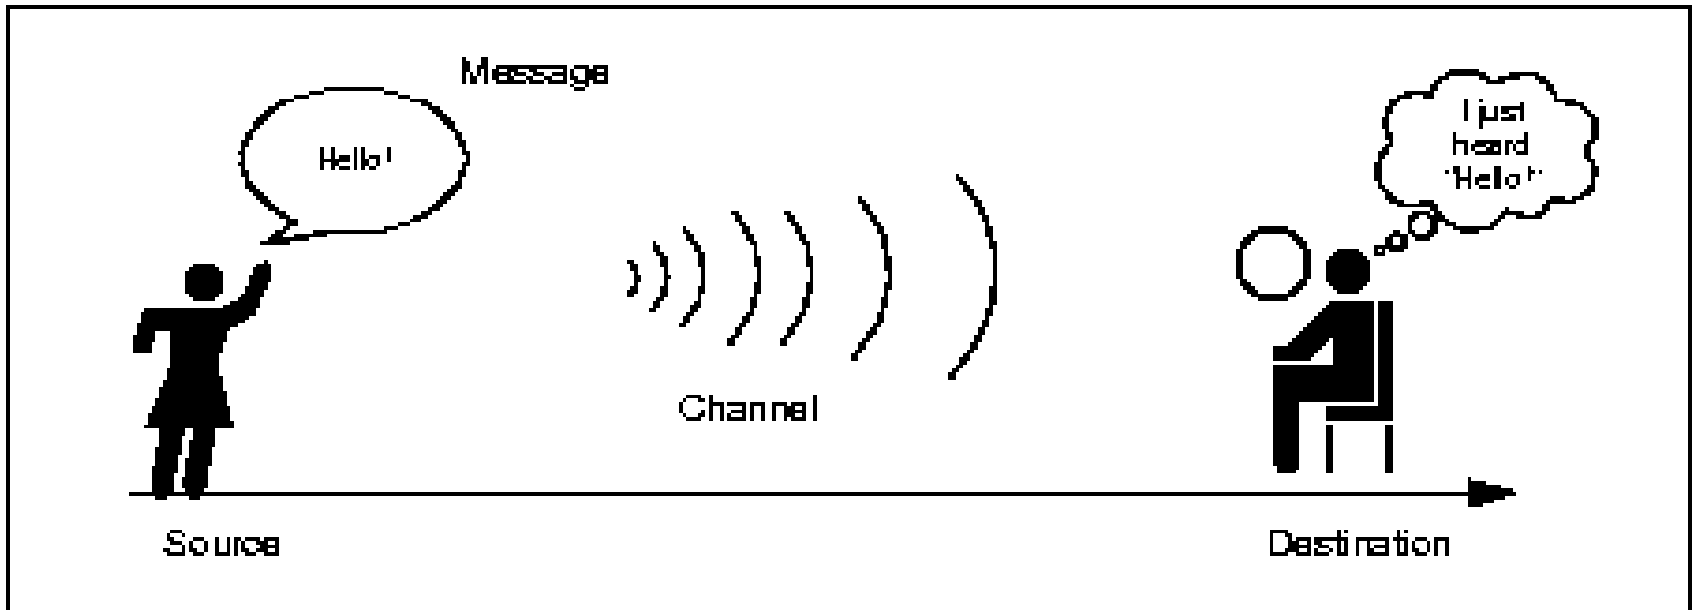 Message
Hello!
I just
heard
"Hello!"
Channel
Source
Destination